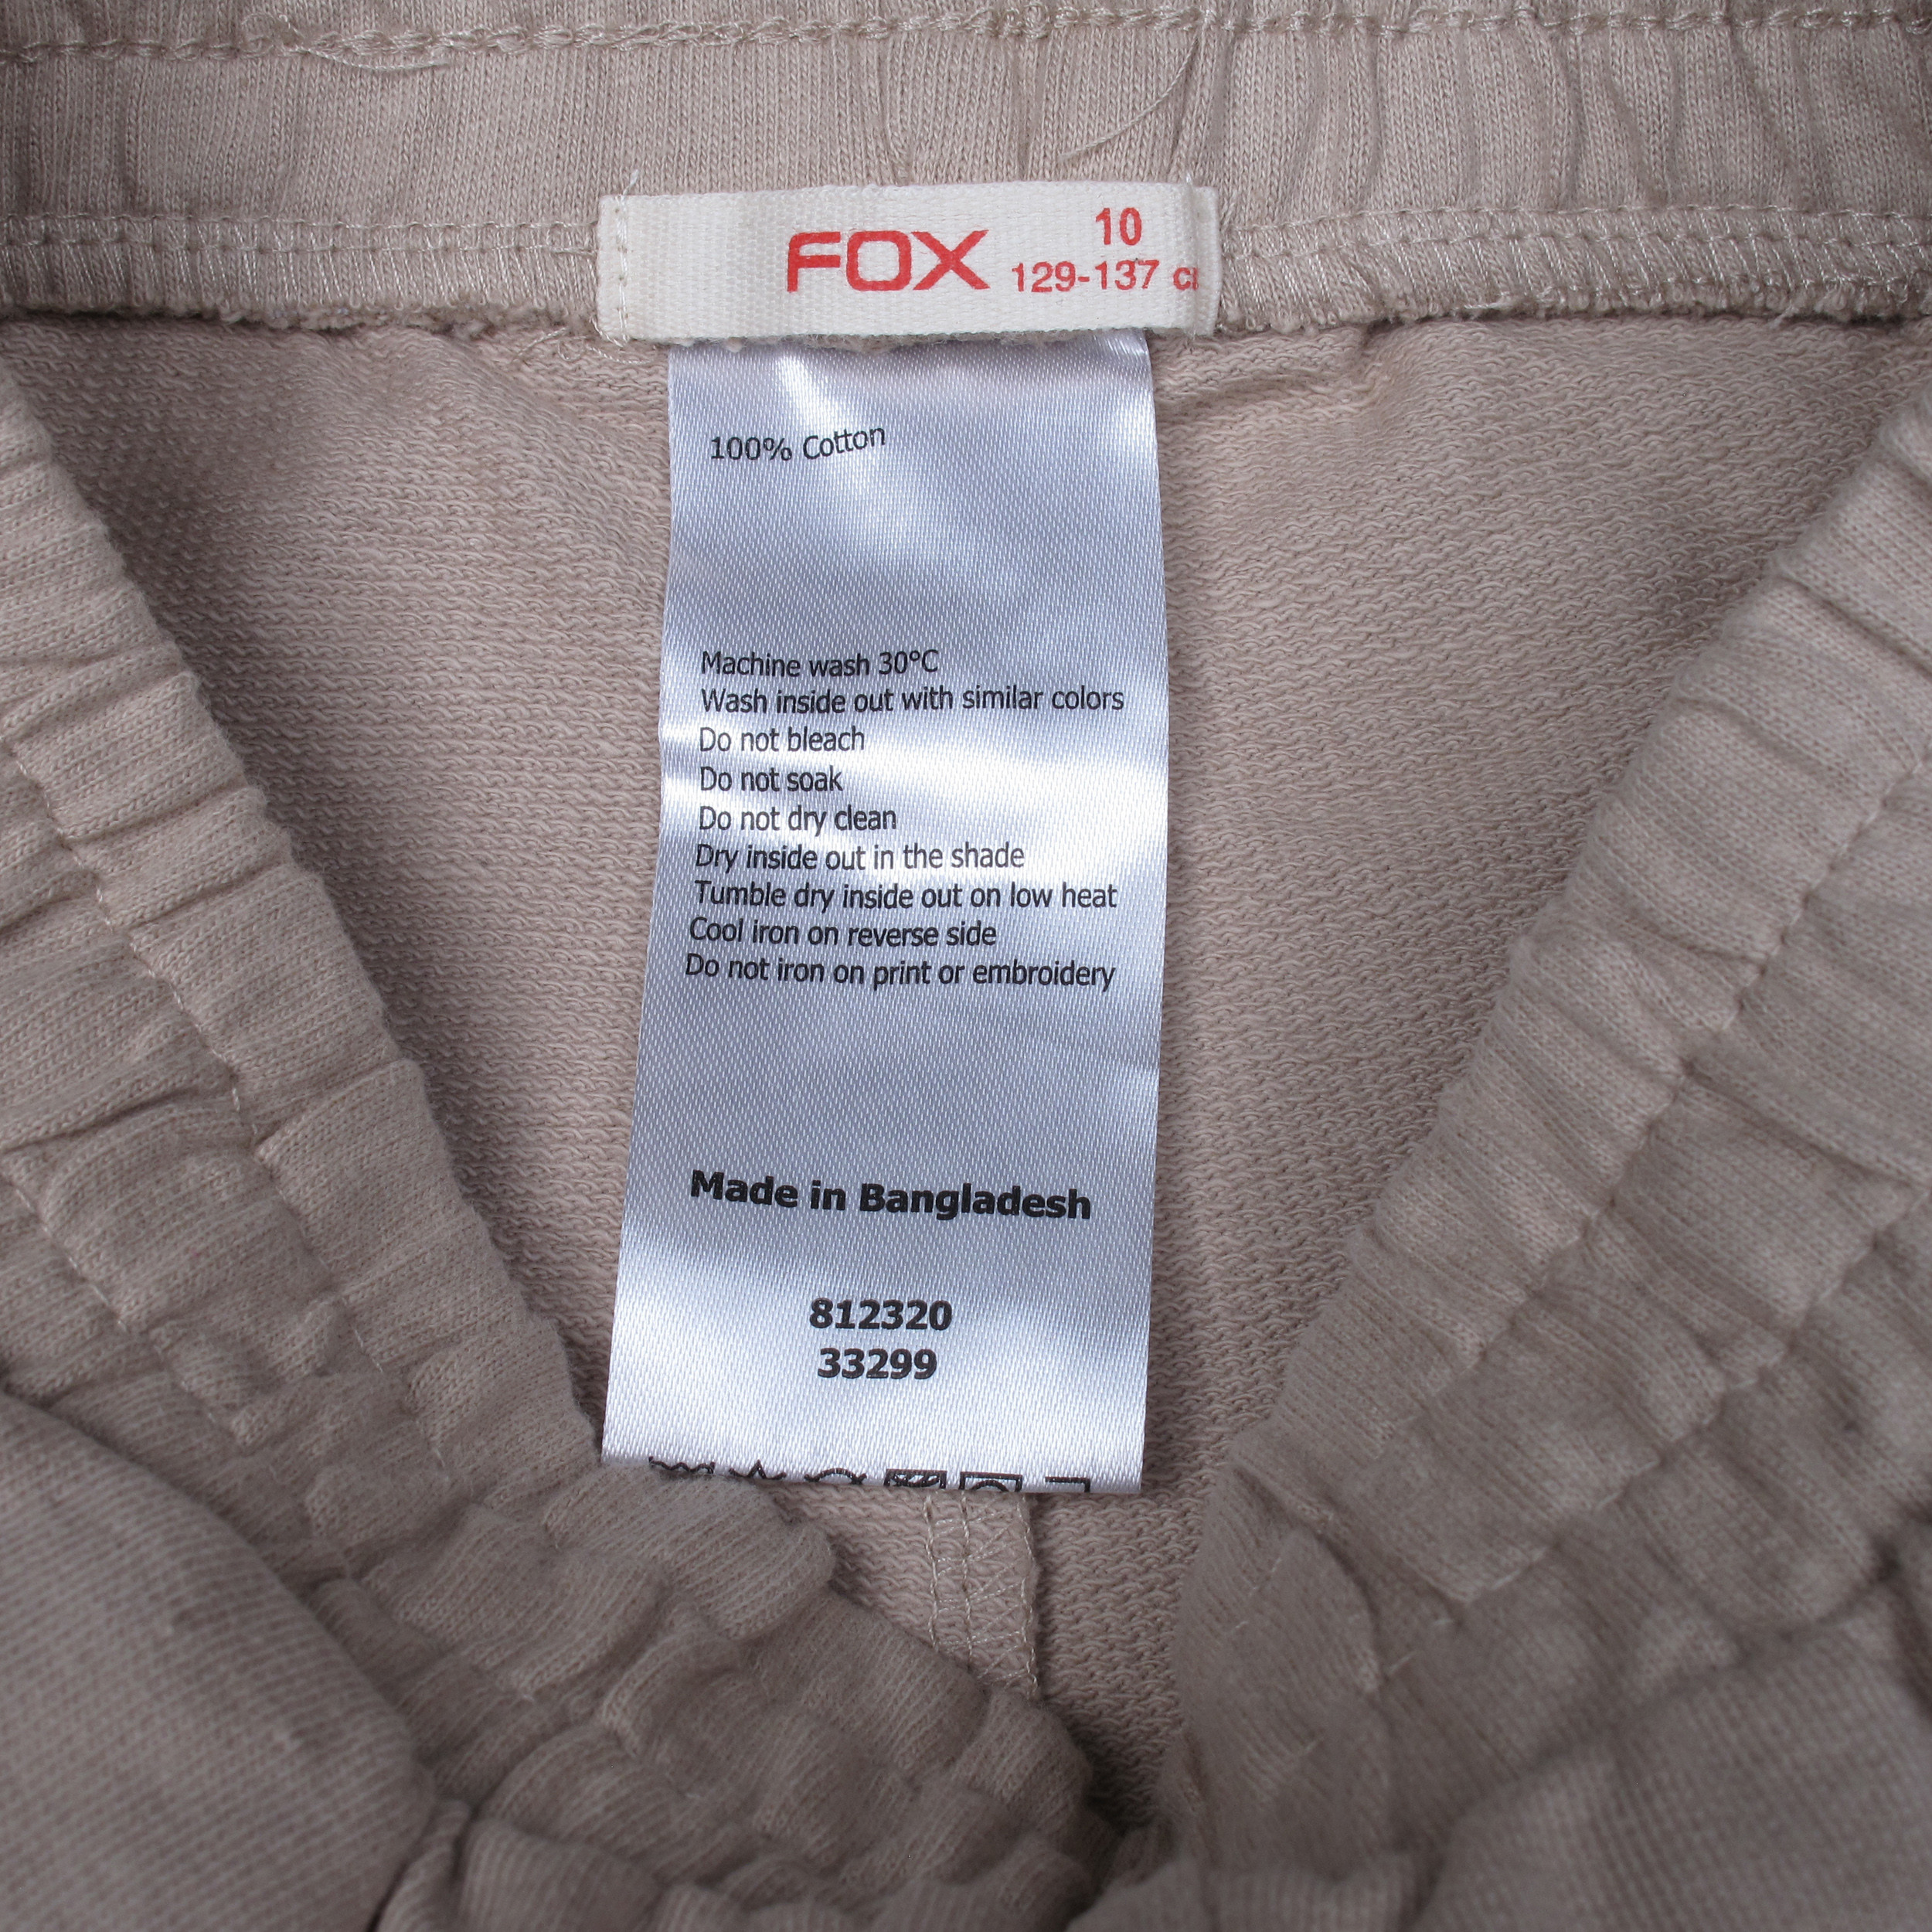 FOX
10
129-137
100% Cotton
Machine wash 30°C
Wash inside out with similar colors
Do not bleach
Do not soak
Do not dry clean
Dry inside out in the shade
Tumble dry inside out on low heat
Cool iron on reverse side
Do not iron on print or embroidery
Made in Bangladesh
812320
33299